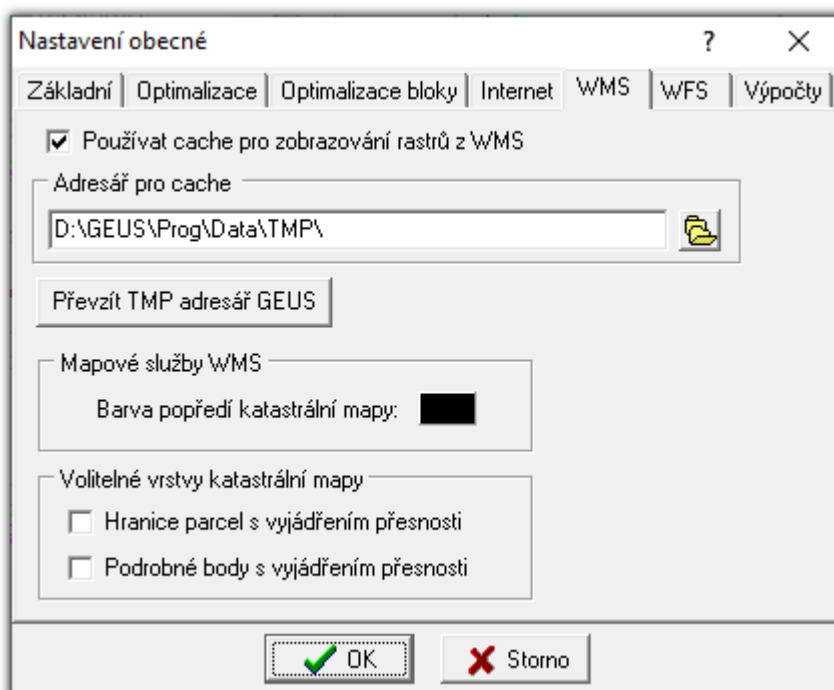 Nastavení obecné
?
Základní Optimalizace Optimalizace bloky Internet WMS WFS Výpočty
Používat cache pro zobrazování rastrů z WMS
Adresář pro cache
D:\GEUS\Prog\Data\TMP\
Převzít TMP adresář GEUS
Mapové služby WMS
Barva popředí katastrální mapy:
Volitelné vrstvy katastrální mapy
Hranice parcel s vyjádřením přesnosti
Podrobné body s vyjádřením přesnosti
OK Storno